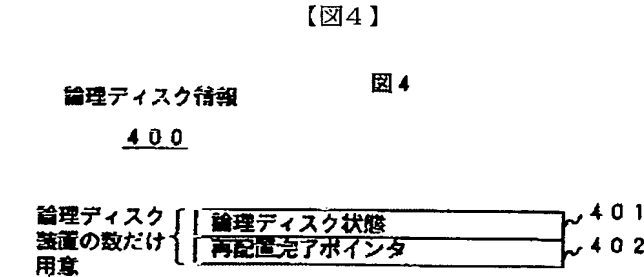 【図4】
図4
論理ディスク情報
400
論理ディスク
装置の数だけ
用意
論理ディスク状態
401
再配置完了ポインタ
402